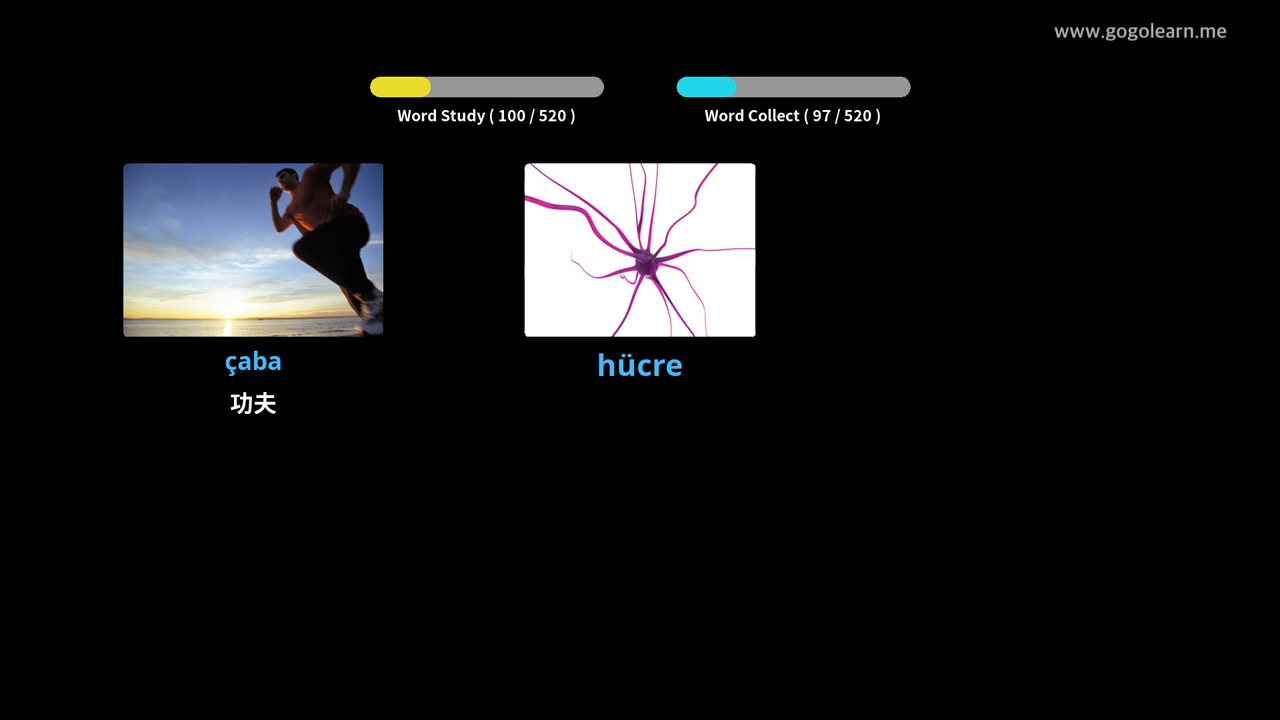 www.gogolearn.me
Word Study ( 100 / 520 )
Word Collect ( 97 / 520 )
çaba
功夫
hücre